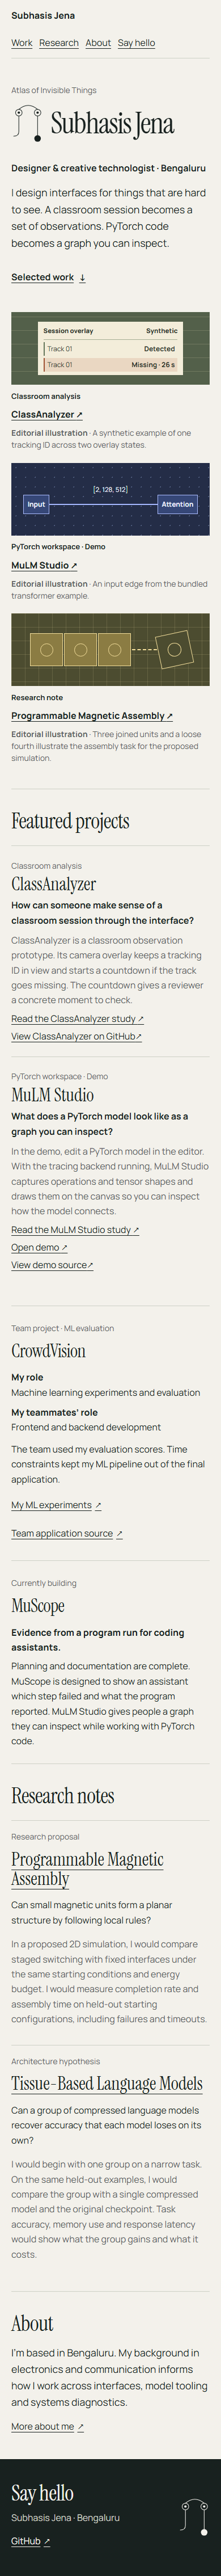 Subhasis Jena
Work Research About Say hello
Atlas of Invisible Things
Subhasis Jena
Designer & creative technologist · Bengaluru
I design interfaces for things that are hard
to see. A classroom session becomes a
set of observations. PyTorch code
becomes a graph you can inspect.
Selected work ↓
Session overlay Synthetic
Track 01 Detected
Track 01 Missing · 26 s
Classroom analysis
ClassAnalyzer ↗
Editorial illustration · A synthetic example of one
tracking ID across two overlay states.
[2, 128, 512]
Input Attention
PyTorch workspace · Demo
MuLM Studio ↗
Editorial illustration · An input edge from the bundled
transformer example.
Research note
Programmable Magnetic Assembly ↗
Editorial illustration · Three joined units and a loose
fourth illustrate the assembly task for the proposed
simulation.
Featured projects
Classroom analysis
ClassAnalyzer
How can someone make sense of a
classroom session through the interface?
ClassAnalyzer is a classroom observation
prototype. Its camera overlay keeps a tracking
ID in view and starts a countdown if the track
goes missing. The countdown gives a reviewer
a concrete moment to check.
Read the ClassAnalyzer study ↗
View ClassAnalyzer on GitHub↗
PyTorch workspace · Demo
MuLM Studio
What does a PyTorch model look like as a
graph you can inspect?
In the demo, edit a PyTorch model in the editor.
With the tracing backend running, MuLM Studio
captures operations and tensor shapes and
draws them on the canvas so you can inspect
how the model connects.
Read the MuLM Studio study ↗
Open demo ↗
View demo source↗
Team project · ML evaluation
CrowdVision
My role
Machine learning experiments and evaluation
My teammates' role
Frontend and backend development
The team used my evaluation scores. Time
constraints kept my ML pipeline out of the final
application.
My ML experiments ↗
Team application source ↗
Currently building
MuScope
Evidence from a program run for coding
assistants.
Planning and documentation are complete.
MuScope is designed to show an assistant
which step failed and what the program
reported. MuLM Studio gives people a graph
they can inspect while working with PyTorch
code.
Research notes
Research proposal
Programmable Magnetic
Assembly
Can small magnetic units form a planar
structure by following local rules?
In a proposed 2D simulation, I would compare
staged switching with fixed interfaces under
the same starting conditions and energy
budget. I would measure completion rate and
assembly time on held-out starting
configurations, including failures and timeouts.
Architecture hypothesis
Tissue-Based Language Models
Can a group of compressed language models
recover accuracy that each model loses on its
own?
I would begin with one group on a narrow task.
On the same held-out examples, I would
compare the group with a single compressed
model and the original checkpoint. Task
accuracy, memory use and response latency
would show what the group gains and what it
costs.
About
I'm based in Bengaluru. My background in
electronics and communication informs
how I work across interfaces, model tooling
and systems diagnostics.
More about me ↗
Say hello
Subhasis Jena · Bengaluru
GitHub ↗